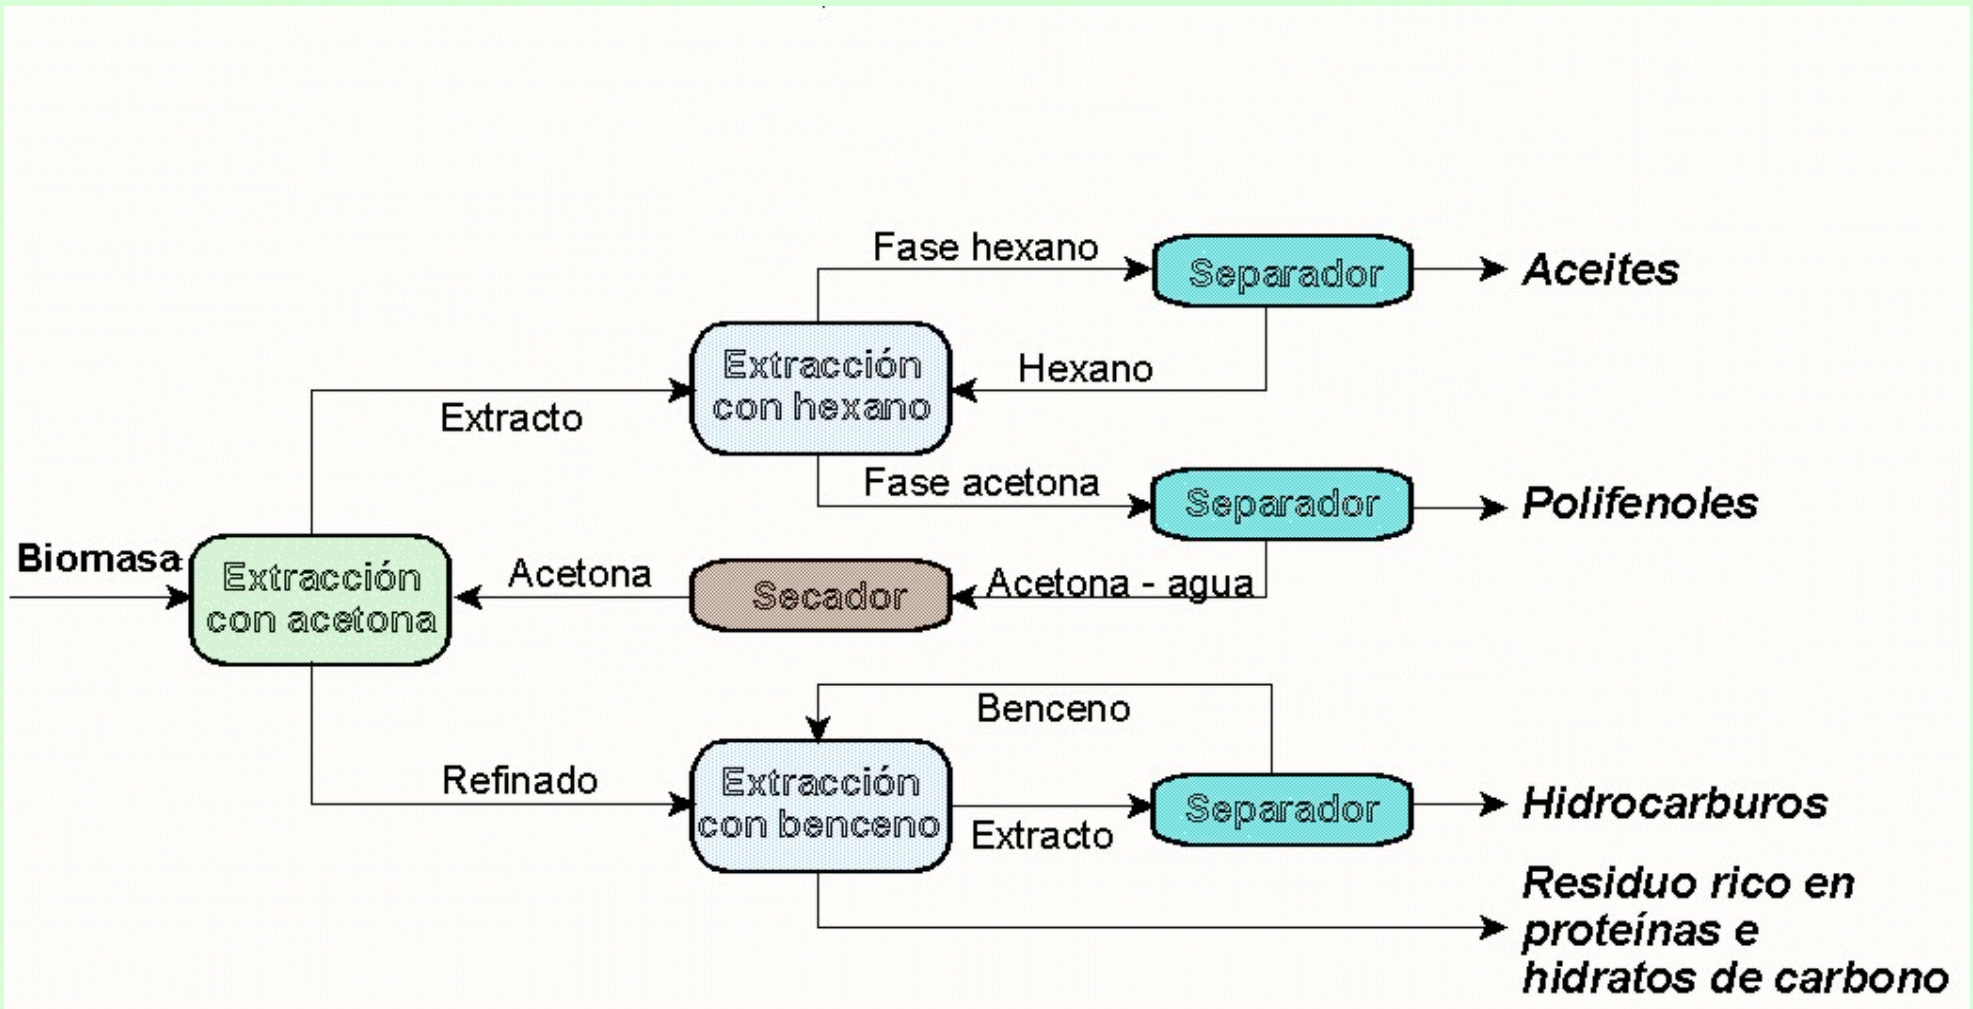 Fase hexano
Separador
Aceites
Extracción
con hexano
Hexano
Extracto
Fase acetona
Separador
Polifenoles
Biomasa
Extracción
con acetona
Acetona
Secador
Acetona - agua
Benceno
Refinado
Extracción
con benceno
Extracto
Separador
Hidrocarburos
Residuo rico en
proteínas e
hidratos de carbono